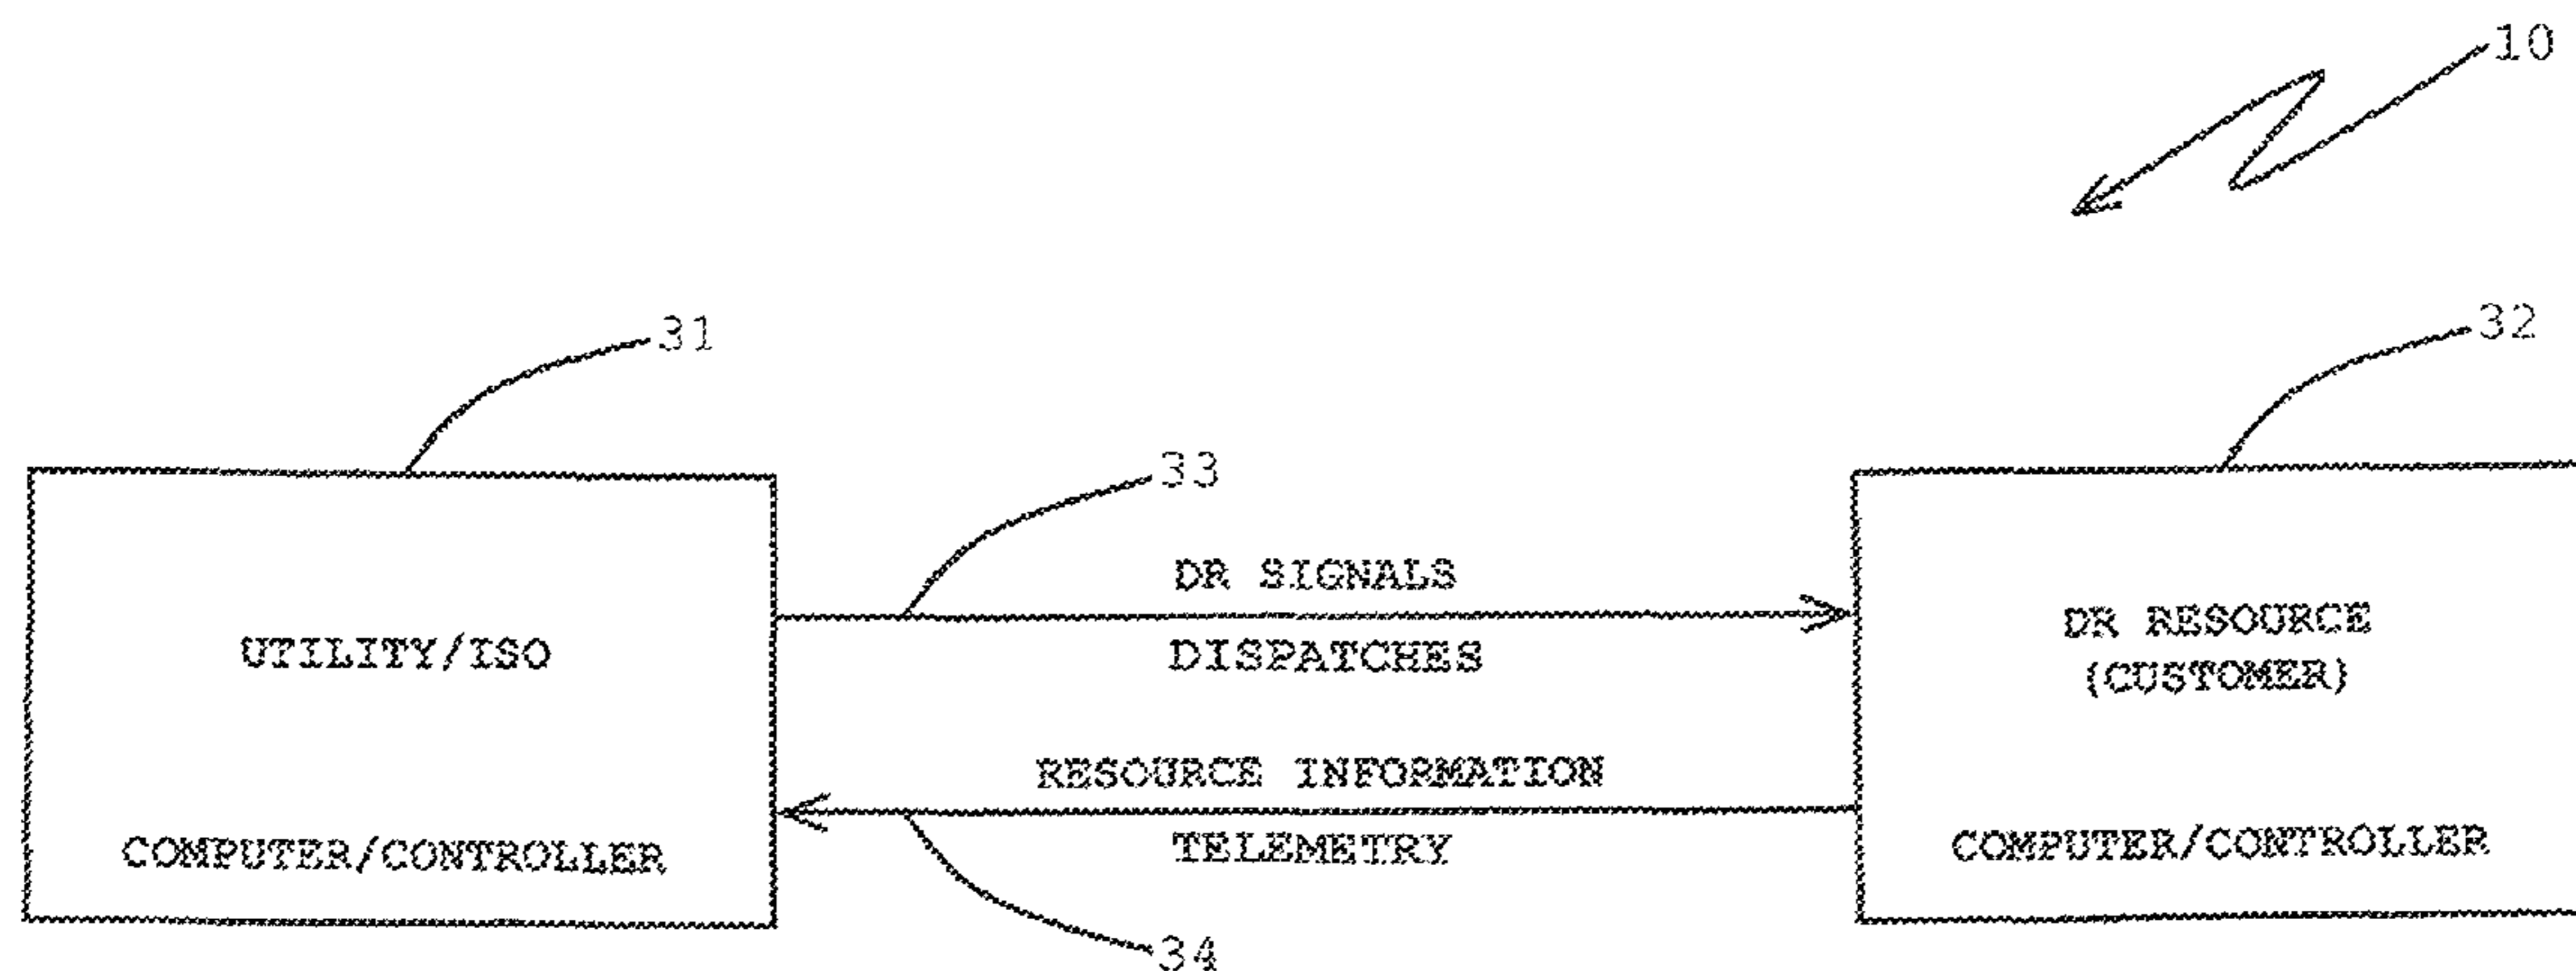 10
31
32
33
DR SIGNALS
DISPATCHES
UTILITY/ISO
DR RESOURCE
(CUSTOMER)
RESOURCE INFORMATION
TELEMETRY
COMPUTER/CONTROLLER
COMPUTER/CONTROLLER
34